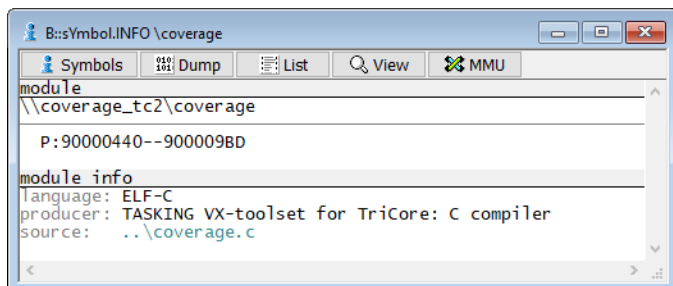 B::sYmbol.INFO \coverage
Symbols Dump List View MMU
module
\\coverage_tc2\coverage
P:90000440--900009BD
module info
language: ELF-C
producer: TASKING VX-toolset for TriCore: C compiler
source: ..\coverage.c